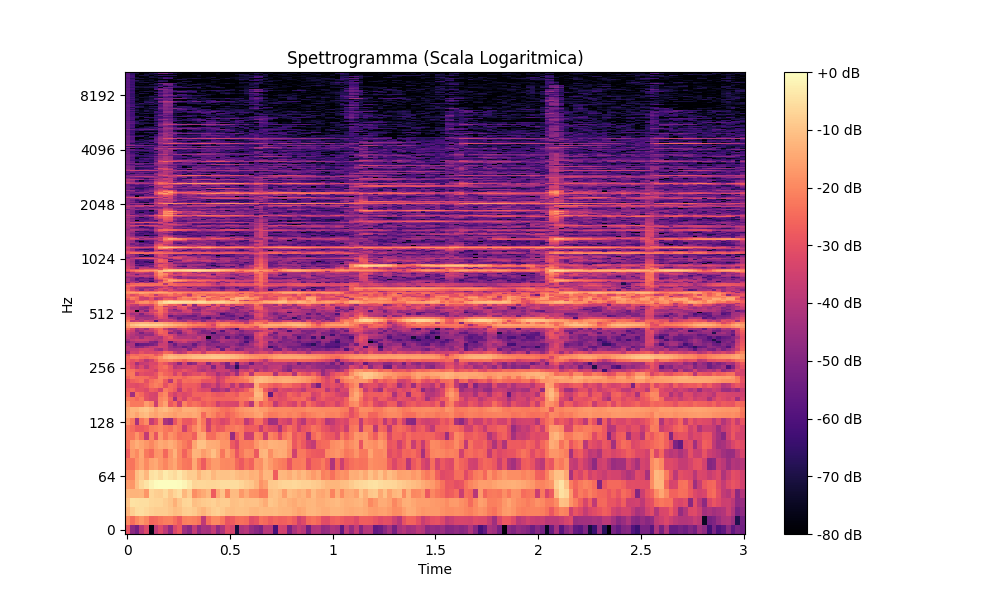 Spettrogramma (Scala Logaritmica)
Hz
8192
4096
2048
1024
512
256
128
64
0
0 0.5 1 1.5 2 2.5 3
Time
+0 dB
-10 dB
-20 dB
-30 dB
-40 dB
-50 dB
-60 dB
-70 dB
-80 dB